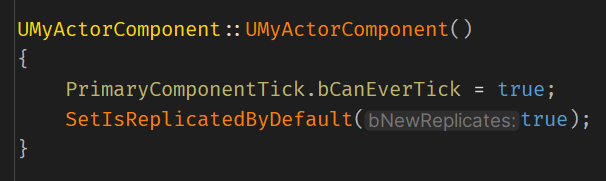 UMyActorComponent::UMyActorComponent()
{
    PrimaryComponentTick.bCanEverTick = true;
    SetIsReplicatedByDefault(bNewReplicates:true);
}